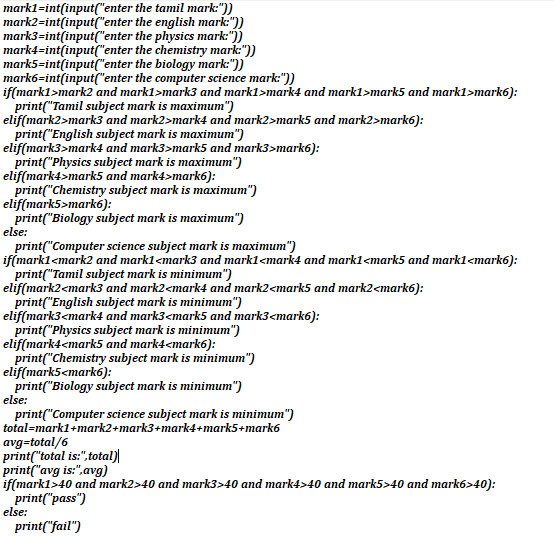 mark1=int(input("enter the tamil mark:"))
mark2=int(input("enter the english mark:"))
mark3=int(input("enter the physics mark:"))
mark4=int(input("enter the chemistry mark:"))
mark5=int(input("enter the biology mark:"))
mark6=int(input("enter the computer science mark:"))
if(mark1>mark2 and mark1>mark3 and mark1>mark4 and mark1>mark5 and mark1>mark6):
    print("Tamil subject mark is maximum")
elif(mark2>mark3 and mark2>mark4 and mark2>mark5 and mark2>mark6):
    print("English subject mark is maximum")
elif(mark3>mark4 and mark3>mark5 and mark3>mark6):
    print("Physics subject mark is maximum")
elif(mark4>mark5 and mark4>mark6):
    print("Chemistry subject mark is maximum")
elif(mark5>mark6):
    print("Biology subject mark is maximum")
else:
    print("Computer science subject mark is maximum")
if(mark1<mark2 and mark1<mark3 and mark1<mark4 and mark1<mark5 and mark1<mark6):
    print("Tamil subject mark is minimum")
elif(mark2<mark3 and mark2<mark4 and mark2<mark5 and mark2<mark6):
    print("English subject mark is minimum")
elif(mark3<mark4 and mark3<mark5 and mark3<mark6):
    print("Physics subject mark is minimum")
elif(mark4<mark5 and mark4<mark6):
    print("Chemistry subject mark is minimum")
elif(mark5<mark6):
    print("Biology subject mark is minimum")
else:
    print("Computer science subject mark is minimum")
total=mark1+mark2+mark3+mark4+mark5+mark6
avg=total/6
print("total is:",total)
print("avg is:",avg)
if(mark1>40 and mark2>40 and mark3>40 and mark4>40 and mark5>40 and mark6>40):
    print("pass")
else:
    print("fail")